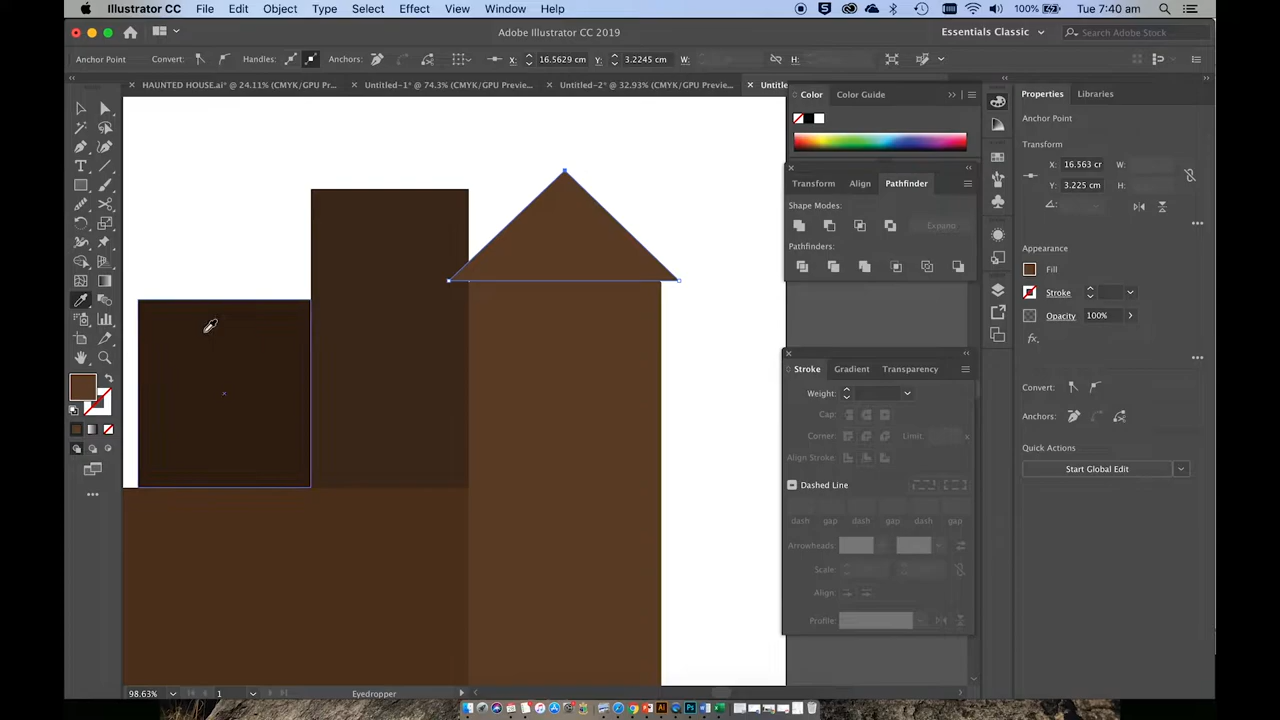 Illustrator CC File Edit Object Type Select Effect View Window Help 100% Tue 7:40 am
Adobe Illustrator CC 2019 Essentials Classic Search Adobe Stock
Anchor Point Convert: Handles: Anchors: X: 16.5629 cm Y: 3.2245 cm W: H:
HAUNTED HOUSE.ai* @ 24.11% (CMYK/GPU Pr... Untitled-1* @ 74.3% (CMYK/GPU Previe... Untitled-2* @ 32.93% (CMYK/GPU Previe... Untitle
Color Color Guide
Properties Libraries
Anchor Point
Transform
X: 16.563 cr W:
Y: 3.225 cm H:
Transform Align Pathfinder
Shape Modes:
Expand
Pathfinders:
Appearance
Fill
Stroke
Opacity 100%
fx.
Stroke Gradient Transparency
Weight:
Cap:
Corner: Limit: x
Align Stroke:
Dashed Line
dash gap dash gap dash gap
Arrowheads:
Scale:
Align:
Profile:
Convert:
Anchors:
Quick Actions
Start Global Edit
98.63% 1 Eyedropper